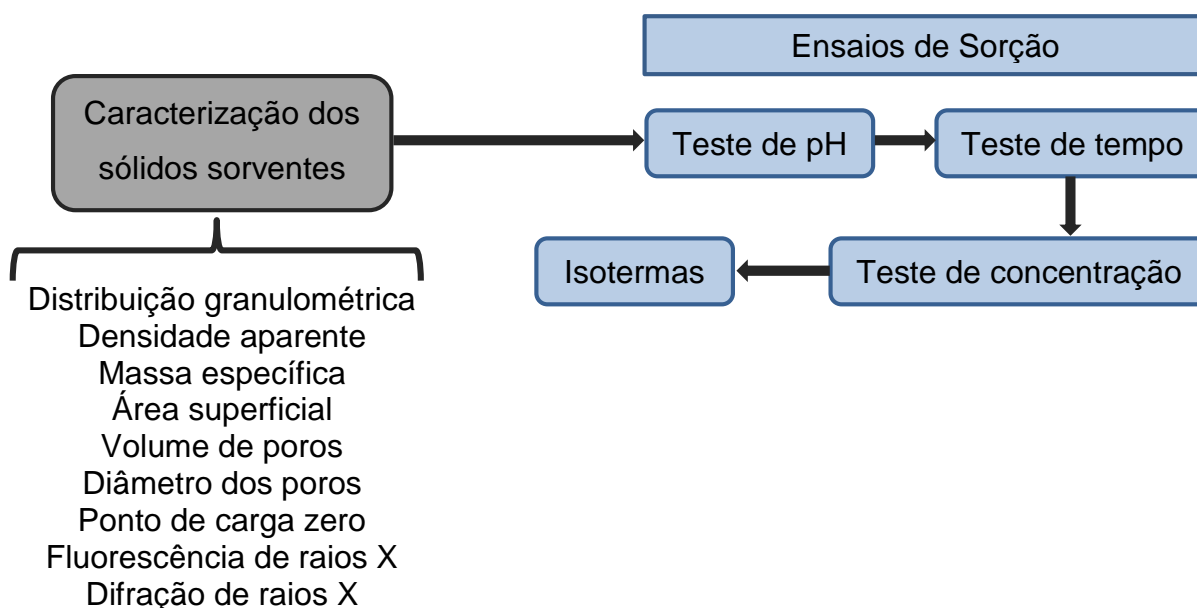 Ensaios de Sorção
Caracterização dos
sólidos sorventes
Teste de pH
Teste de tempo
Isotermas
Teste de concentração
Distribuição granulométrica
Densidade aparente
Massa específica
Área superficial
Volume de poros
Diâmetro dos poros
Ponto de carga zero
Fluorescência de raios X
Difração de raios X